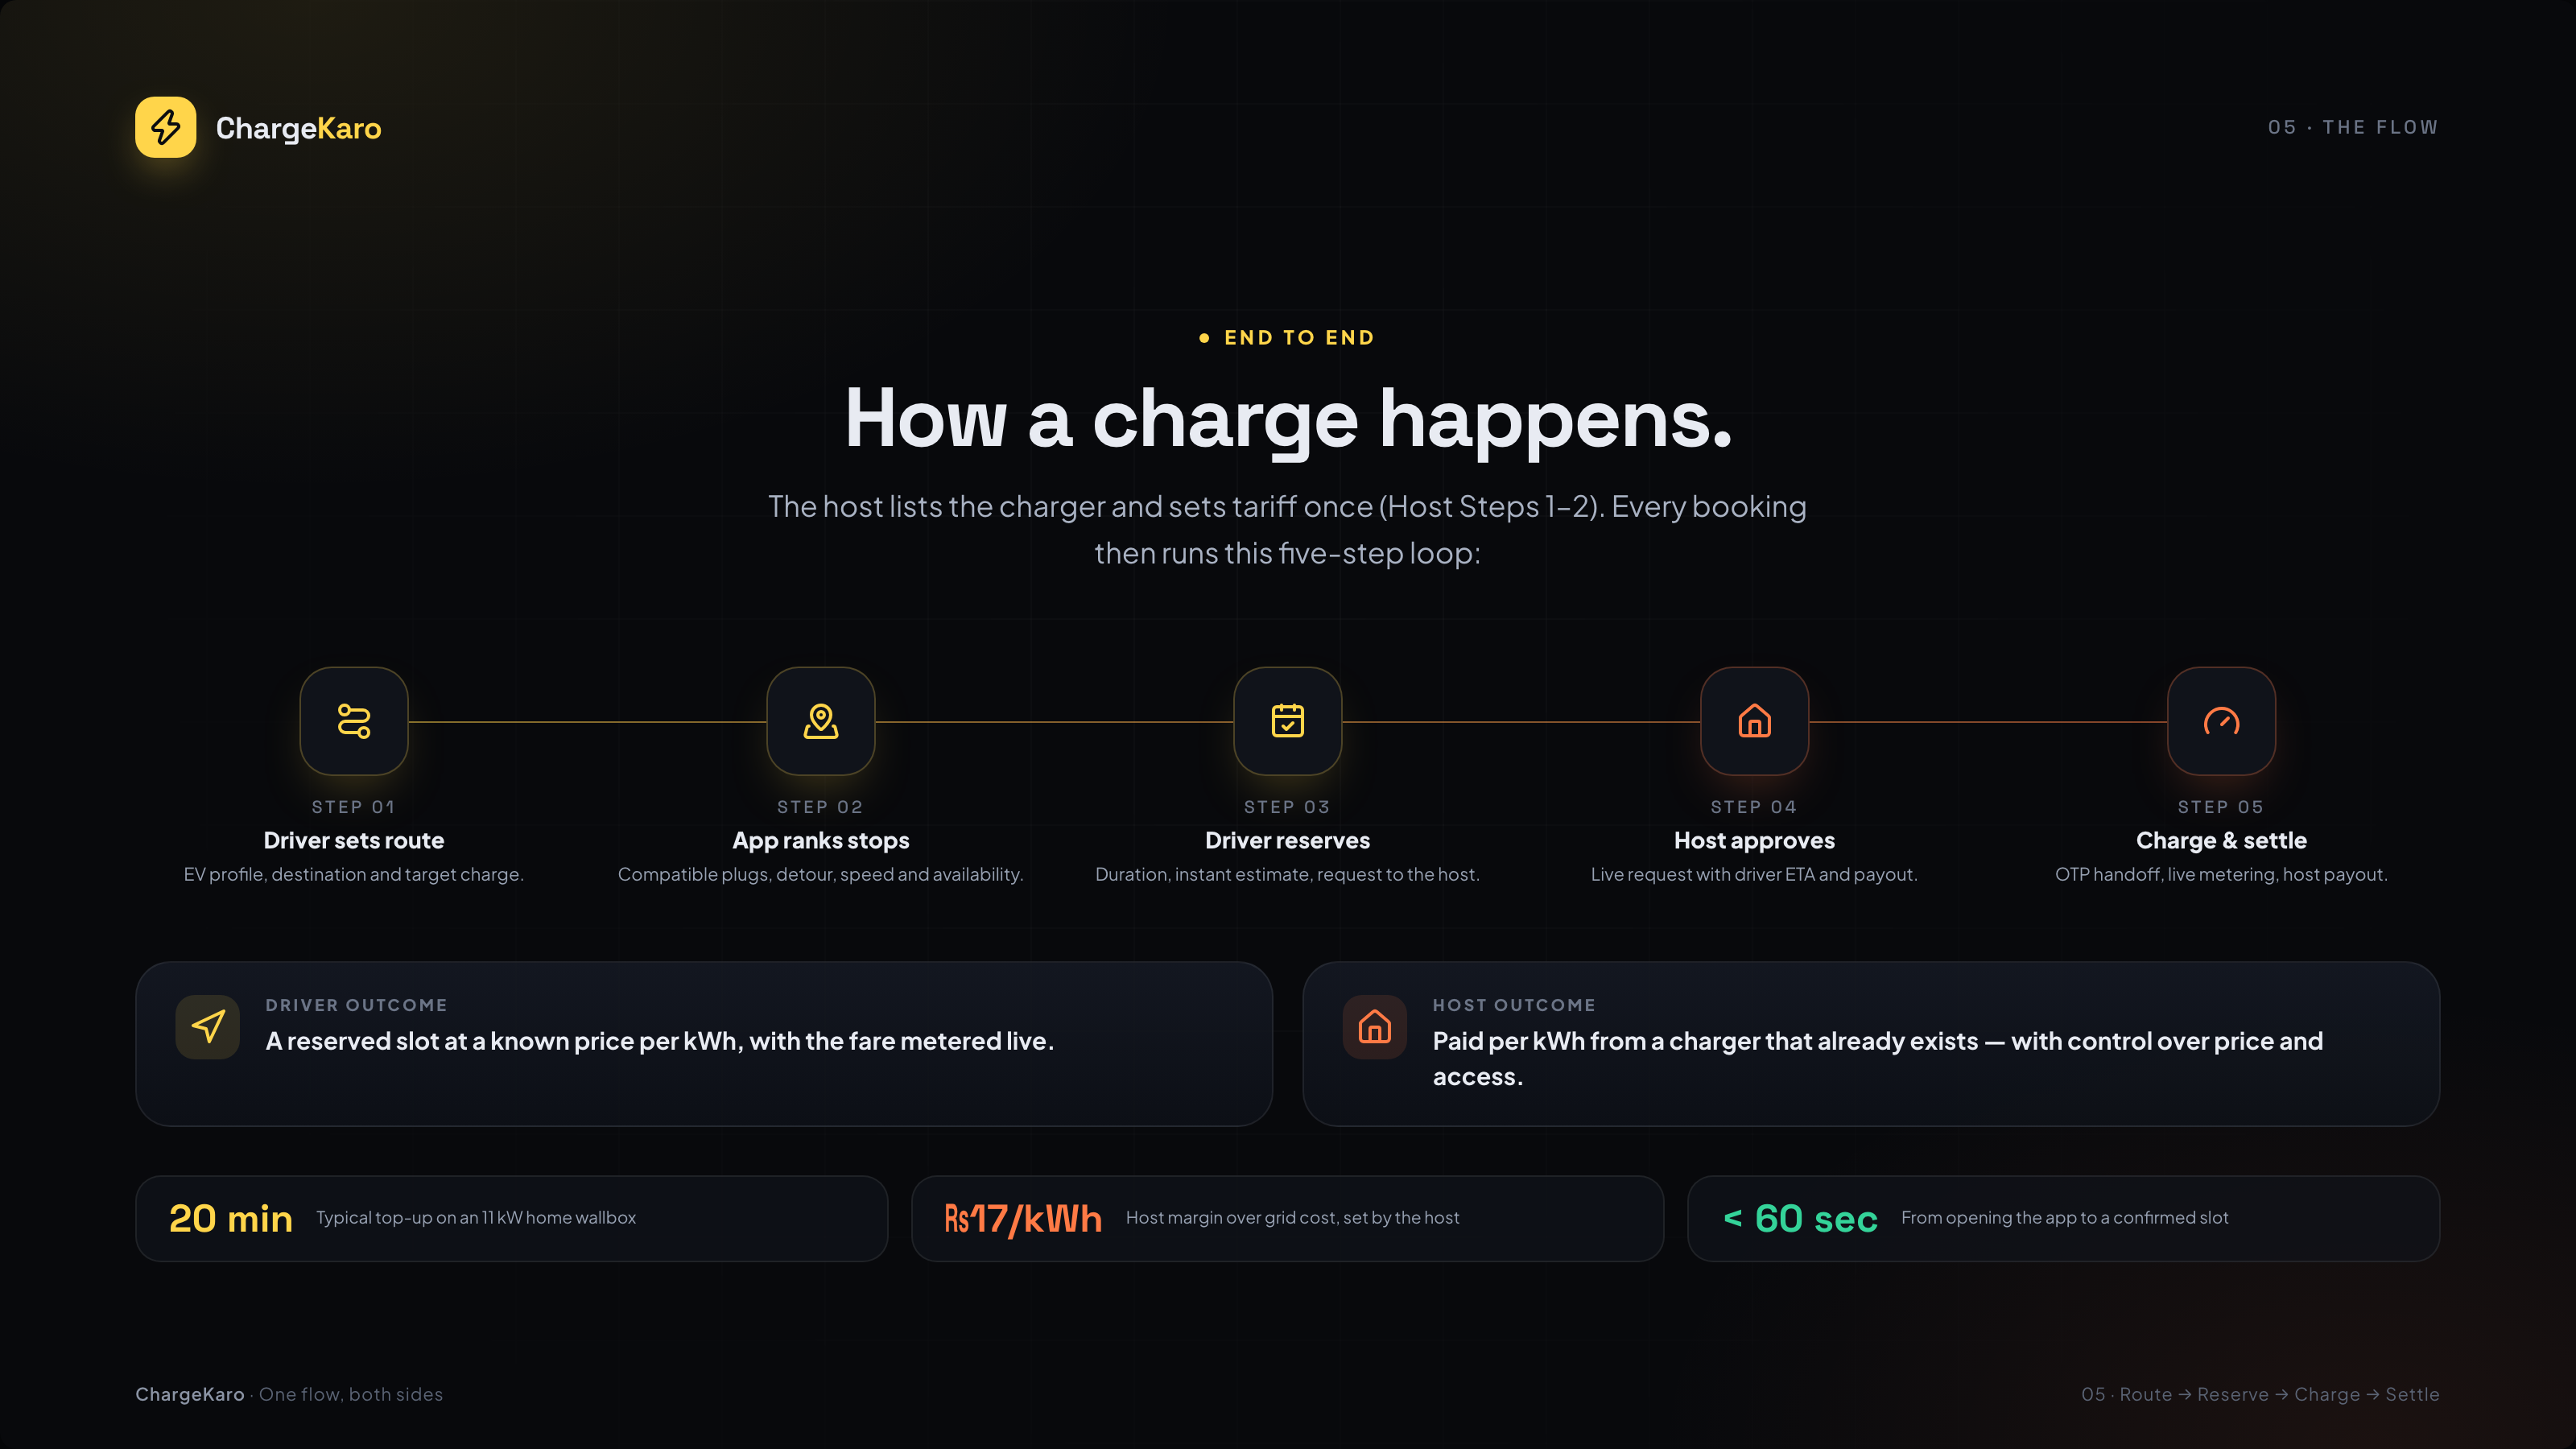 ChargeKaro
05 · THE FLOW
END TO END
How a charge happens.
The host lists the charger and sets tariff once (Host Steps 1–2). Every booking
then runs this five-step loop:
STEP 01
Driver sets route
EV profile, destination and target charge.
STEP 02
App ranks stops
Compatible plugs, detour, speed and availability.
STEP 03
Driver reserves
Duration, instant estimate, request to the host.
STEP 04
Host approves
Live request with driver ETA and payout.
STEP 05
Charge & settle
OTP handoff, live metering, host payout.
DRIVER OUTCOME
A reserved slot at a known price per kWh, with the fare metered live.
HOST OUTCOME
Paid per kWh from a charger that already exists — with control over price and
access.
20 min Typical top-up on an 11 kW home wallbox
₨17/kWh Host margin over grid cost, set by the host
< 60 sec From opening the app to a confirmed slot
ChargeKaro · One flow, both sides
05 · Route → Reserve → Charge → Settle